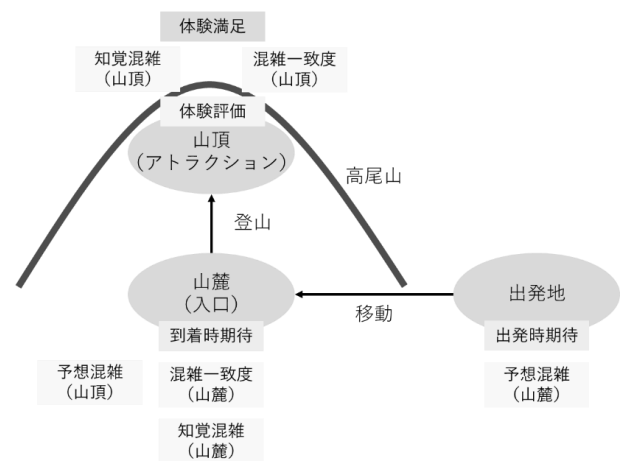 体験満足
知覚混雑
（山頂）
混雑一致度
（山頂）
体験評価
山頂
（アトラクション）
高尾山
登山
山麓
（入口）
出発地
移動
到着時期待
出発時期待
予想混雑
（山頂）
混雑一致度
（山麓）
予想混雑
（山麓）
知覚混雑
（山麓）